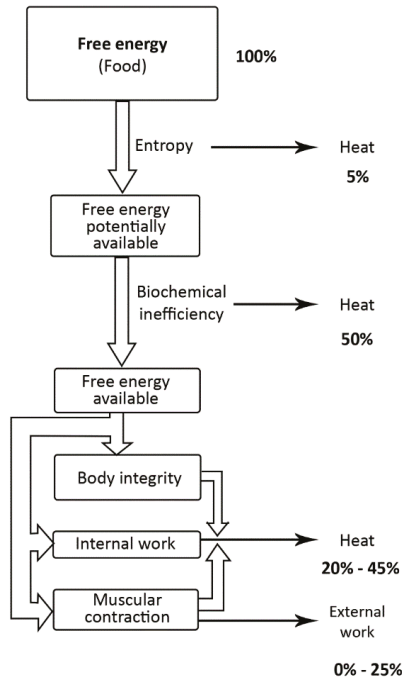 Free energy
(Food)
100%
Entropy
Heat
5%
Free energy
potentially
available
Biochemical
inefficiency
Heat
50%
Free energy
available
Body integrity
Internal work
Heat
20% - 45%
Muscular
contraction
External
work
0% - 25%